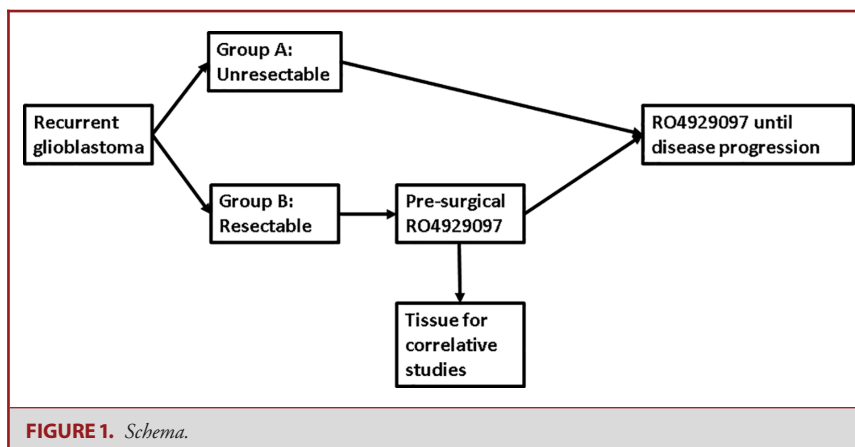 Group A:
Unresectable
Recurrent
glioblastoma
RO4929097 until
disease progression
Group B:
Resectable
Pre-surgical
RO4929097
Tissue for
correlative
studies
FIGURE 1. Schema.